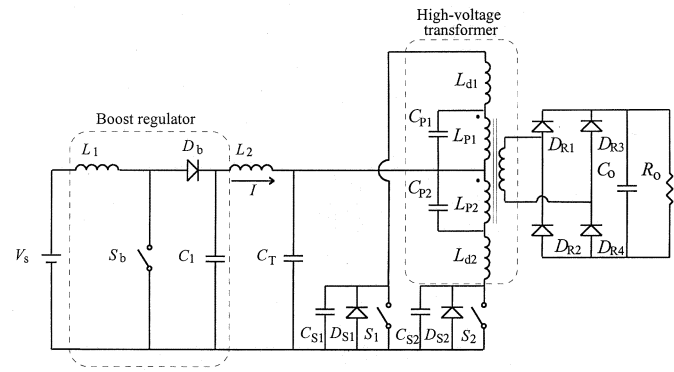 High-voltage
transformer
Ld1
CP1
LP1
Boost regulator
DR1
DR3
L1
Db
L2
Co
Ro
I
CP2
LP2
Vs
Sb
C1
CT
Ld2
DR2
DR4
CS1
DS1
S1
CS2
DS2
S2